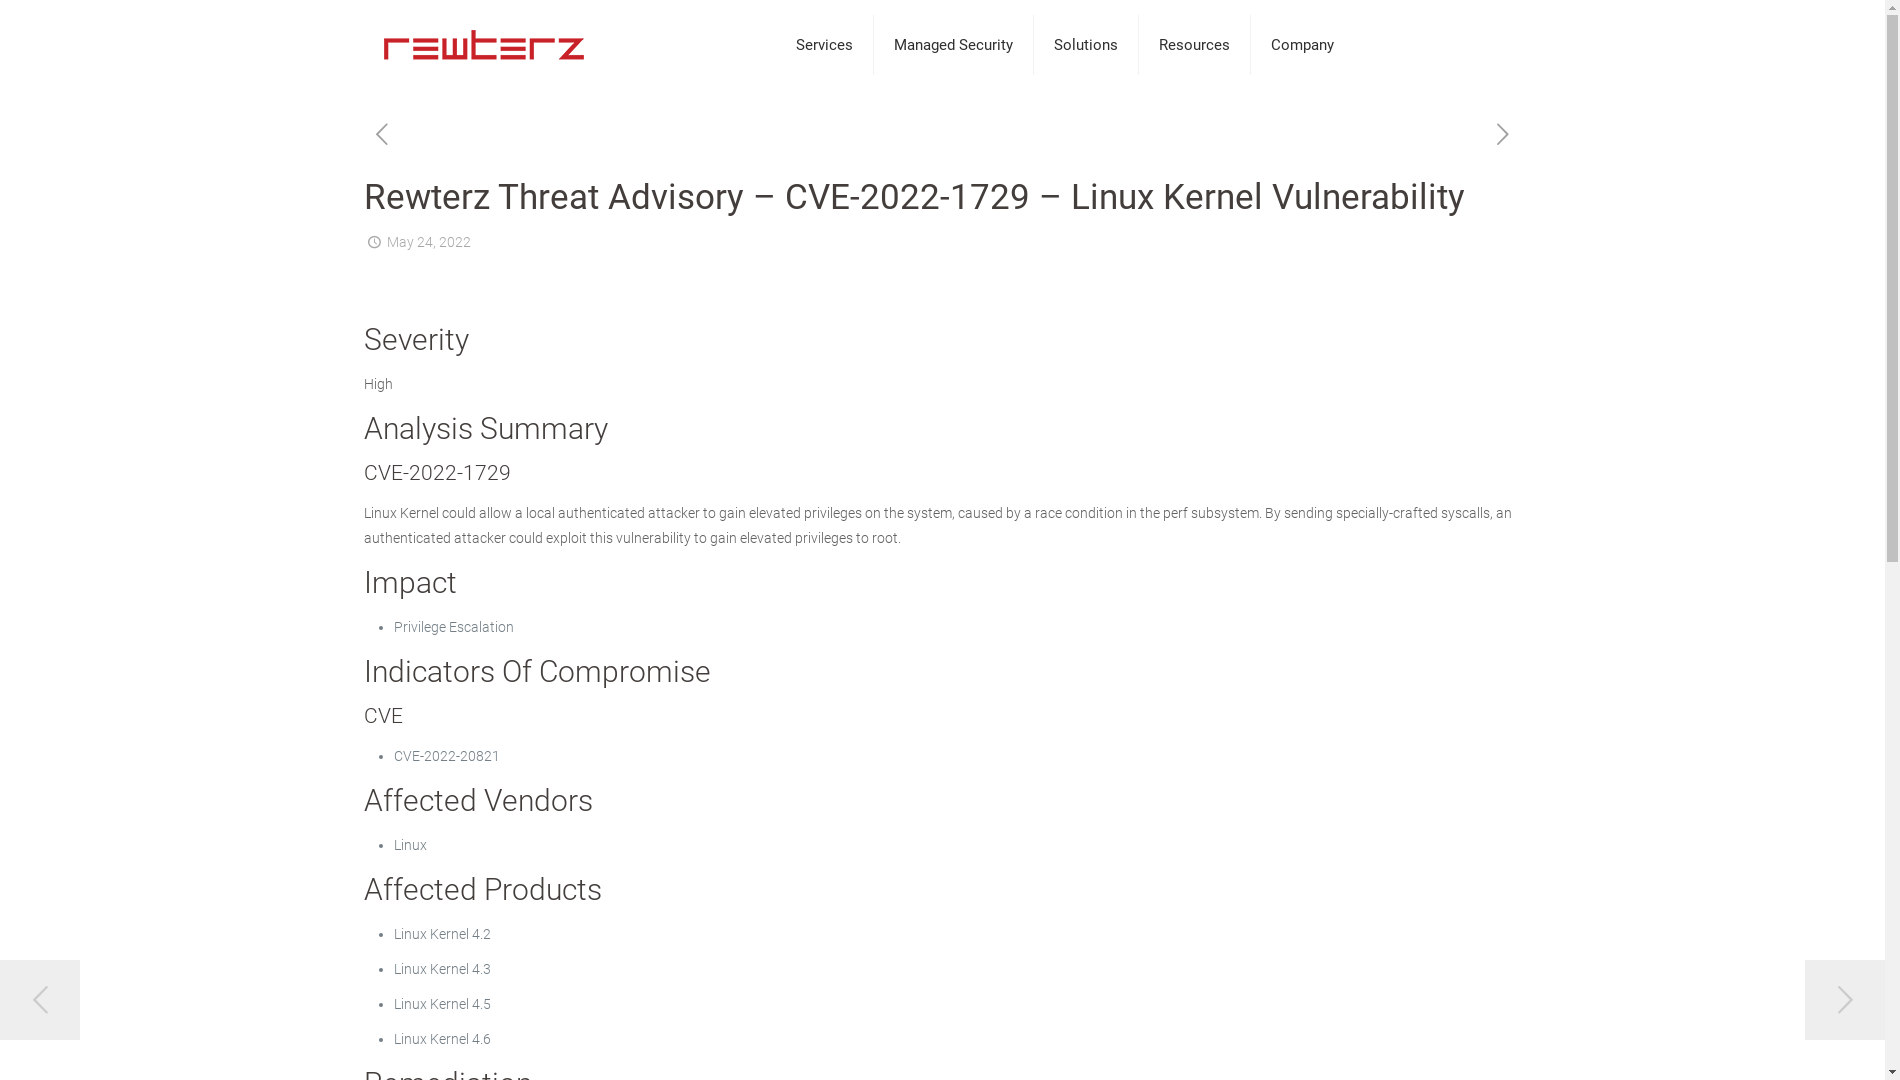 rewterz
Services
Managed Security
Solutions
Resources
Company
Rewterz Threat Advisory – CVE-2022-1729 – Linux Kernel Vulnerability
May 24, 2022
Severity
High
Analysis Summary
CVE-2022-1729
Linux Kernel could allow a local authenticated attacker to gain elevated privileges on the system, caused by a race condition in the perf subsystem. By sending specially-crafted syscalls, an
authenticated attacker could exploit this vulnerability to gain elevated privileges to root.
Impact
Privilege Escalation
Indicators Of Compromise
CVE
CVE-2022-20821
Affected Vendors
Linux
Affected Products
Linux Kernel 4.2
Linux Kernel 4.3
Linux Kernel 4.5
Linux Kernel 4.6
Remediation